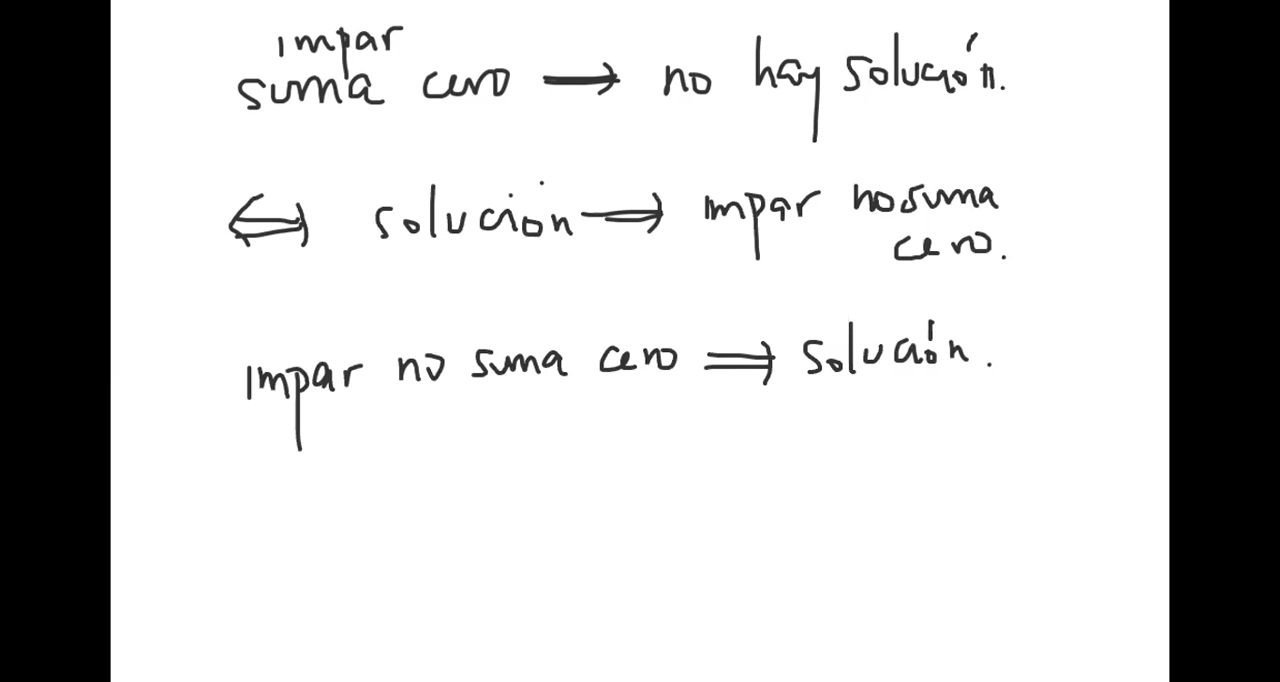 impar
suma cero → no hay solución.
⇔ solución → impar no suma
cero.
impar no suma cero ⇒ solución.